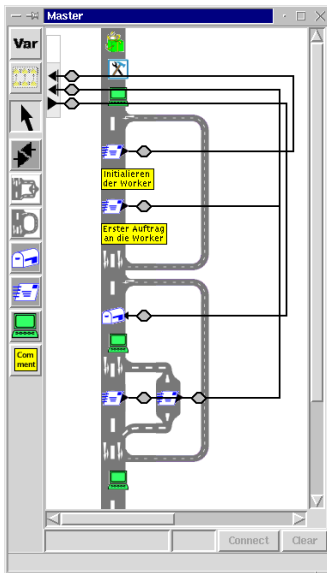 Master
Var
Initialieren
der Worker
Erster Auftrag
an die Worker
Com
ment
Connect
Clear